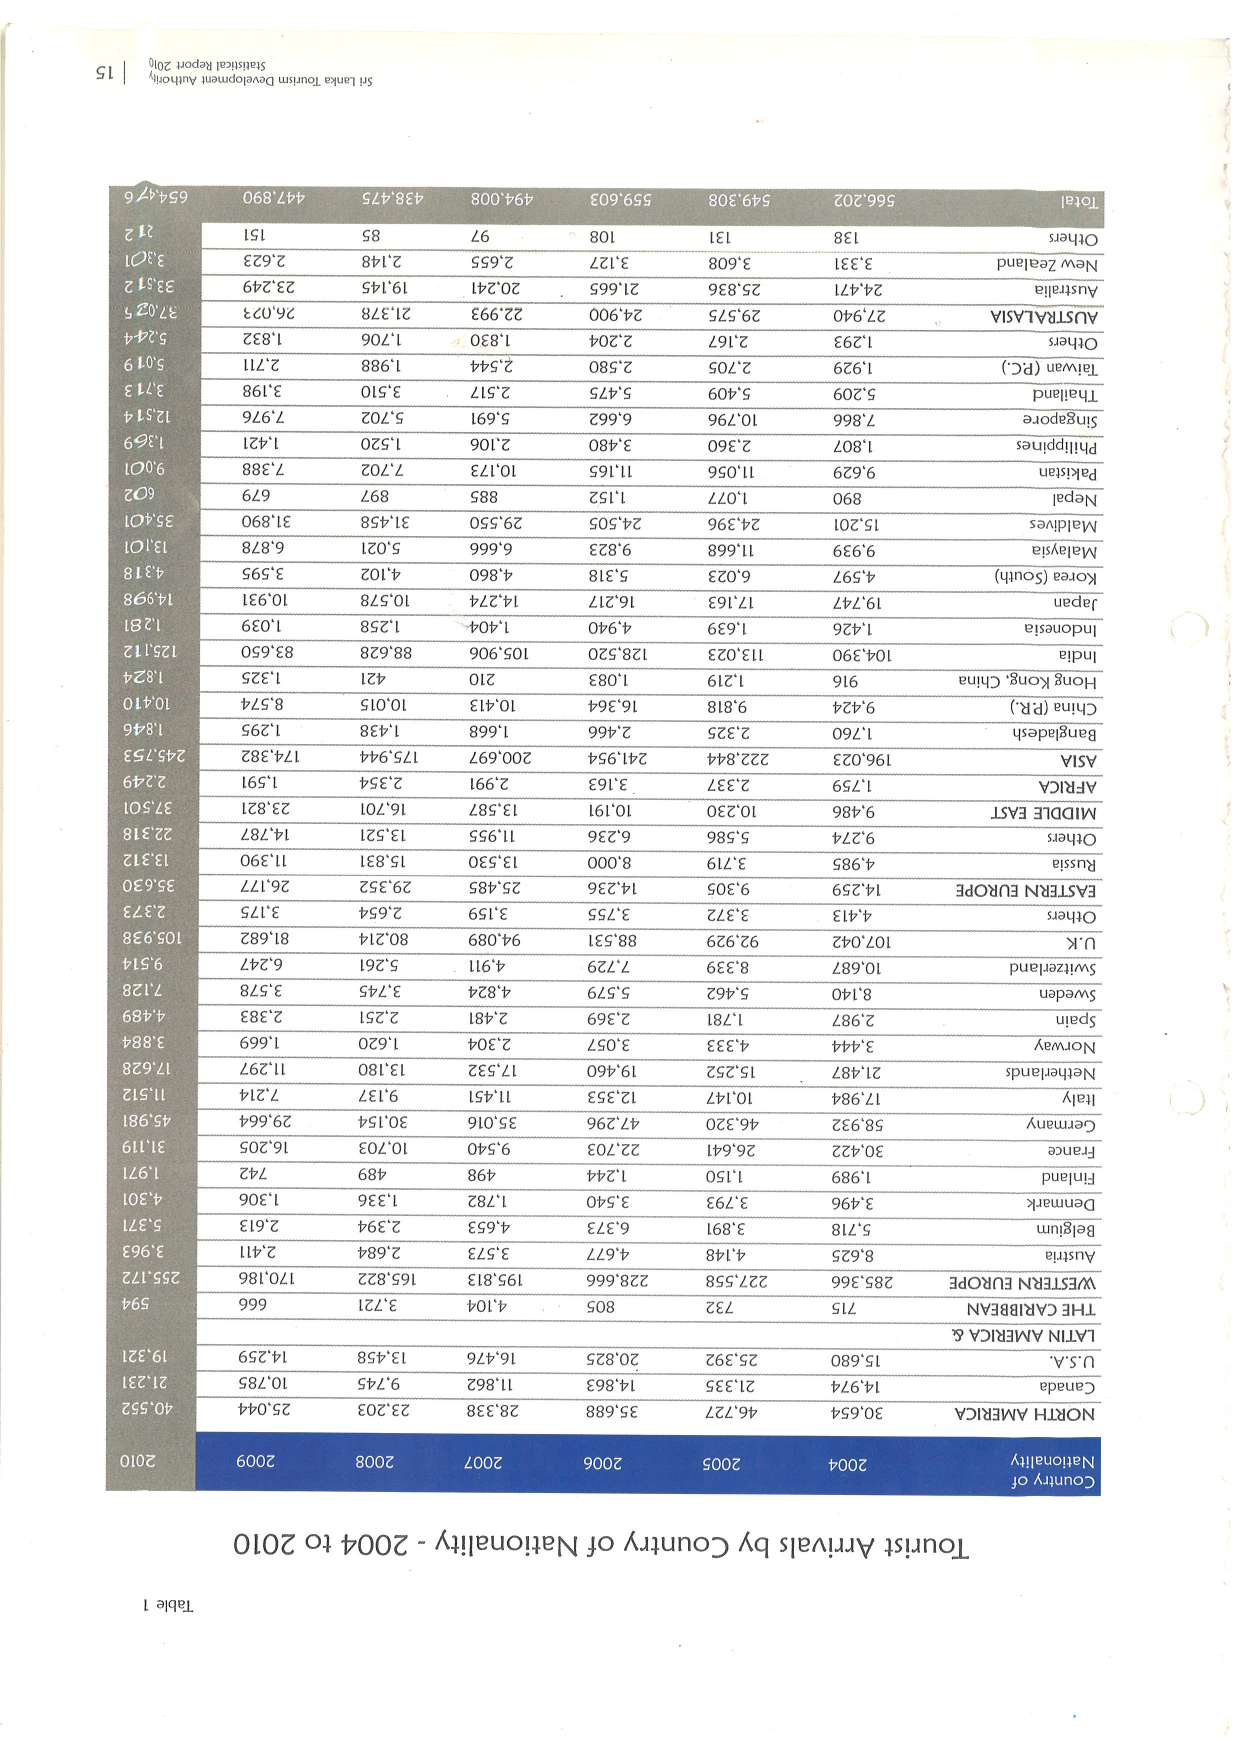 Table 1
Tourist Arrivals by Country of Nationality - 2004 to 2010
Country of
Nationality 2004 2005 2006 2007 2008 2009 2010
NORTH AMERICA 30,654 46,727 35,688 28,338 23,203 25,044 40,552
Canada 14,974 21,335 14,863 11,862 9,745 10,785 21,231
U.S.A. 15,680 25,392 20,825 16,476 13,458 14,259 19,321
LATIN AMERICA &
THE CARIBBEAN 715 732 805 4,104 3,721 666 594
WESTERN EUROPE 285,366 227,558 228,666 195,813 165,822 170,186 255,172
Austria 8,625 4,148 4,677 3,573 2,684 2,411 3,963
Belgium 5,718 3,891 6,373 4,653 2,394 2,613 5,371
Denmark 3,496 3,793 3,540 1,782 1,336 1,306 4,301
Finland 1,989 1,150 1,244 498 489 742 1,971
France 30,422 26,641 22,703 9,540 10,703 16,205 31,119
Germany 58,932 46,320 47,296 35,016 30,154 29,664 45,981
Italy 17,984 10,147 12,353 11,451 9,137 7,214 11,512
Netherlands 21,487 15,252 19,460 17,532 13,180 11,297 17,628
Norway 3,444 4,333 3,057 2,304 1,620 1,669 3,884
Spain 2,987 1,781 2,369 2,481 2,251 2,383 4,489
Sweden 8,140 5,462 5,579 4,824 3,745 3,578 7,128
Switzerland 10,687 8,339 7,729 4,911 5,261 6,247 9,514
U.K 107,042 92,929 88,531 94,089 80,214 81,682 105,938
Others 4,413 3,372 3,755 3,159 2,654 3,175 2,373
EASTERN EUROPE 14,259 9,305 14,236 25,485 29,352 26,177 35,630
Russia 4,985 3,719 8,000 13,530 15,831 11,390 13,312
Others 9,274 5,586 6,236 11,955 13,521 14,787 22,318
MIDDLE EAST 9,486 10,230 10,191 13,587 16,701 23,821 37,501
AFRICA 1,759 2,337 3,163 2,991 2,354 1,591 2,249
ASIA 196,023 222,844 241,954 200,697 175,944 174,382 245,753
Bangladesh 1,760 2,325 2,466 1,668 1,438 1,295 1,846
China (P.R.) 9,424 9,818 16,364 10,413 10,015 8,574 10,410
Hong Kong, China 916 1,219 1,083 210 421 1,325 1,824
India 104,390 113,023 128,520 105,906 88,628 83,650 125,112
Indonesia 1,426 1,639 4,940 1,404 1,258 1,039 1,281
Japan 19,747 17,163 16,217 14,274 10,578 10,931 14,998
Korea (South) 4,597 6,023 5,318 4,860 4,102 3,595 4,318
Malaysia 9,939 11,668 9,823 6,666 5,021 6,878 13,101
Maldives 15,201 24,396 24,505 29,550 31,458 31,890 35,401
Nepal 890 1,077 1,152 885 897 679 602
Pakistan 9,629 11,056 11,165 10,173 7,702 7,388 9,001
Philippines 1,807 2,360 3,480 2,106 1,520 1,421 1,369
Singapore 7,866 10,796 6,662 5,691 5,702 7,976 12,514
Thailand 5,209 5,409 5,475 2,517 3,510 3,198 3,713
Taiwan (P.C.) 1,929 2,705 2,580 2,544 1,988 2,711 5,019
Others 1,293 2,167 2,204 1,830 1,706 1,832 5,244
AUSTRALASIA 27,940 29,575 24,900 22,993 21,378 26,023 37,025
Australia 24,471 25,836 21,665 20,241 19,145 23,249 33,512
New Zealand 3,331 3,608 3,127 2,655 2,148 2,623 3,301
Others 138 131 108 97 85 151 212
Total 566,202 549,308 559,603 494,008 438,475 447,890 654,476
Sri Lanka Tourism Development Authority
Statistical Report 2010 | 15